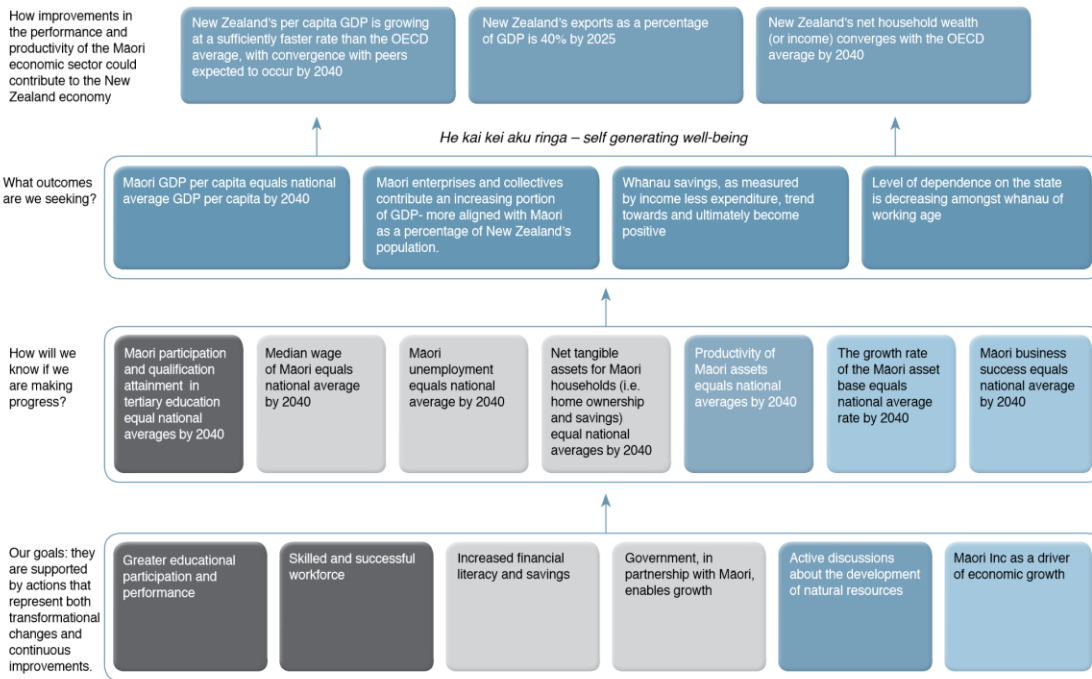 How improvements in
the performance and
productivity of the Māori
economic sector could
contribute to the New
Zealand economy
New Zealand's per capita GDP is growing
at a sufficiently faster rate than the OECD
average, with convergence with peers
expected to occur by 2040
New Zealand's exports as a percentage
of GDP is 40% by 2025
New Zealand's net household wealth
(or income) converges with the OECD
average by 2040
He kai kei aku ringa – self generating well-being
What outcomes
are we seeking?
Māori GDP per capita equals national
average GDP per capita by 2040
Māori enterprises and collectives
contribute an increasing portion
of GDP- more aligned with Māori
as a percentage of New Zealand's
population.
Whānau savings, as measured
by income less expenditure, trend
towards and ultimately become
positive
Level of dependence on the state
is decreasing amongst whānau of
working age
How will we
know if we
are making
progress?
Māori participation
and qualification
attainment in
tertiary education
equal national
averages by 2040
Median wage
of Māori equals
national average
by 2040
Māori
unemployment
equals national
average by 2040
Net tangible
assets for Māori
households (i.e.
home ownership
and savings)
equal national
averages by 2040
Productivity of
Māori assets
equals national
averages by 2040
The growth rate
of the Māori asset
base equals
national average
rate by 2040
Māori business
success equals
national average
by 2040
Our goals: they
are supported
by actions that
represent both
transformational
changes and
continuous
improvements.
Greater educational
participation and
performance
Skilled and successful
workforce
Increased financial
literacy and savings
Government, in
partnership with Māori,
enables growth
Active discussions
about the development
of natural resources
Māori Inc as a driver
of economic growth